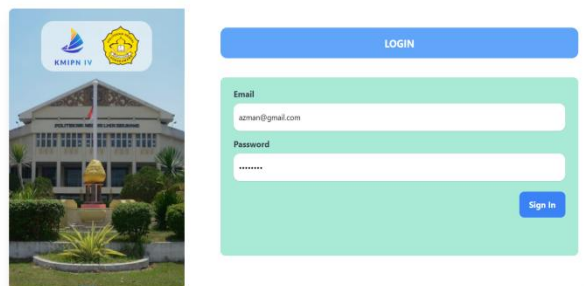 KMIPN IV
LOGIN
Email
azman@gmail.com
Password
••••••••
Sign In